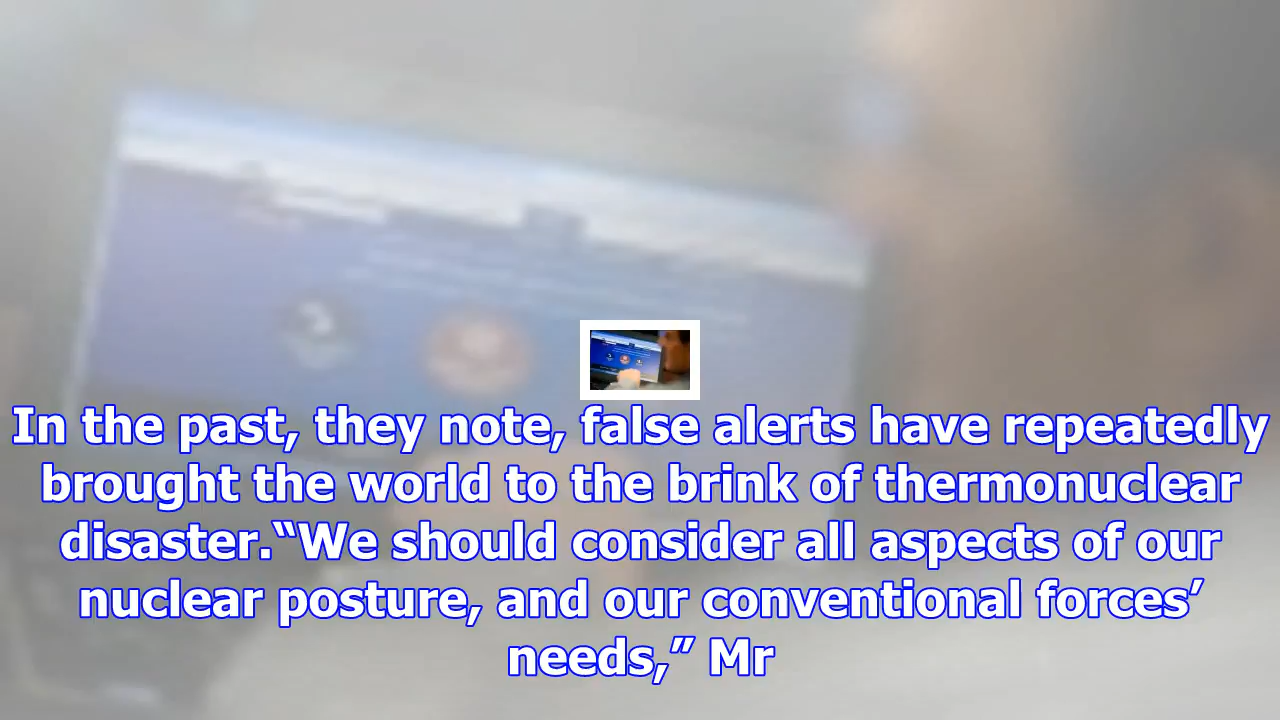 In the past, they note, false alerts have repeatedly
brought the world to the brink of thermonuclear
disaster.“We should consider all aspects of our
nuclear posture, and our conventional forces’
needs,” Mr